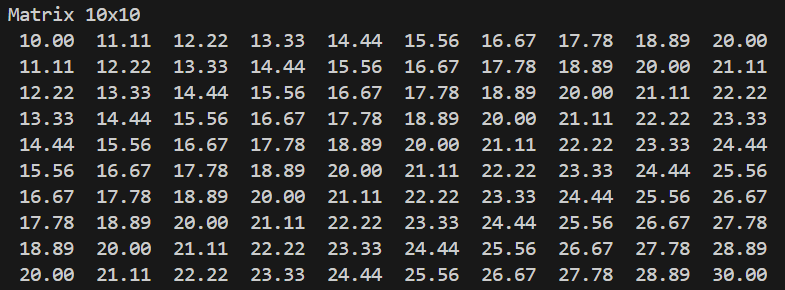 Matrix 10x10
10.00 11.11 12.22 13.33 14.44 15.56 16.67 17.78 18.89 20.00
11.11 12.22 13.33 14.44 15.56 16.67 17.78 18.89 20.00 21.11
12.22 13.33 14.44 15.56 16.67 17.78 18.89 20.00 21.11 22.22
13.33 14.44 15.56 16.67 17.78 18.89 20.00 21.11 22.22 23.33
14.44 15.56 16.67 17.78 18.89 20.00 21.11 22.22 23.33 24.44
15.56 16.67 17.78 18.89 20.00 21.11 22.22 23.33 24.44 25.56
16.67 17.78 18.89 20.00 21.11 22.22 23.33 24.44 25.56 26.67
17.78 18.89 20.00 21.11 22.22 23.33 24.44 25.56 26.67 27.78
18.89 20.00 21.11 22.22 23.33 24.44 25.56 26.67 27.78 28.89
20.00 21.11 22.22 23.33 24.44 25.56 26.67 27.78 28.89 30.00